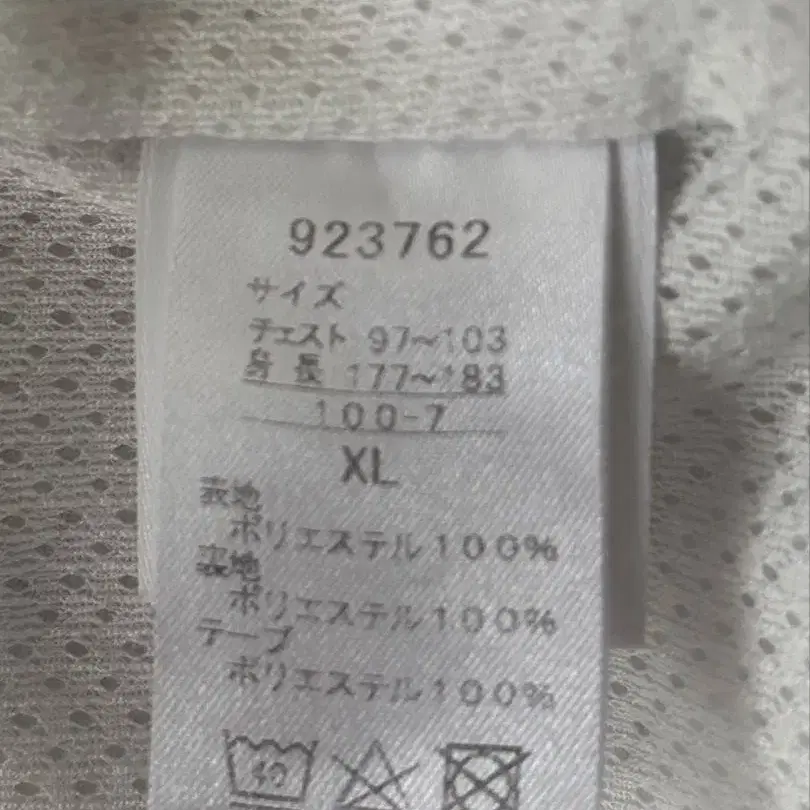 923762
サイズ
チェスト 97～103
身長 177～183
100-7
XL
表地
ポリエステル100%
裏地
ポリエステル100%
テープ
ポリエステル100%